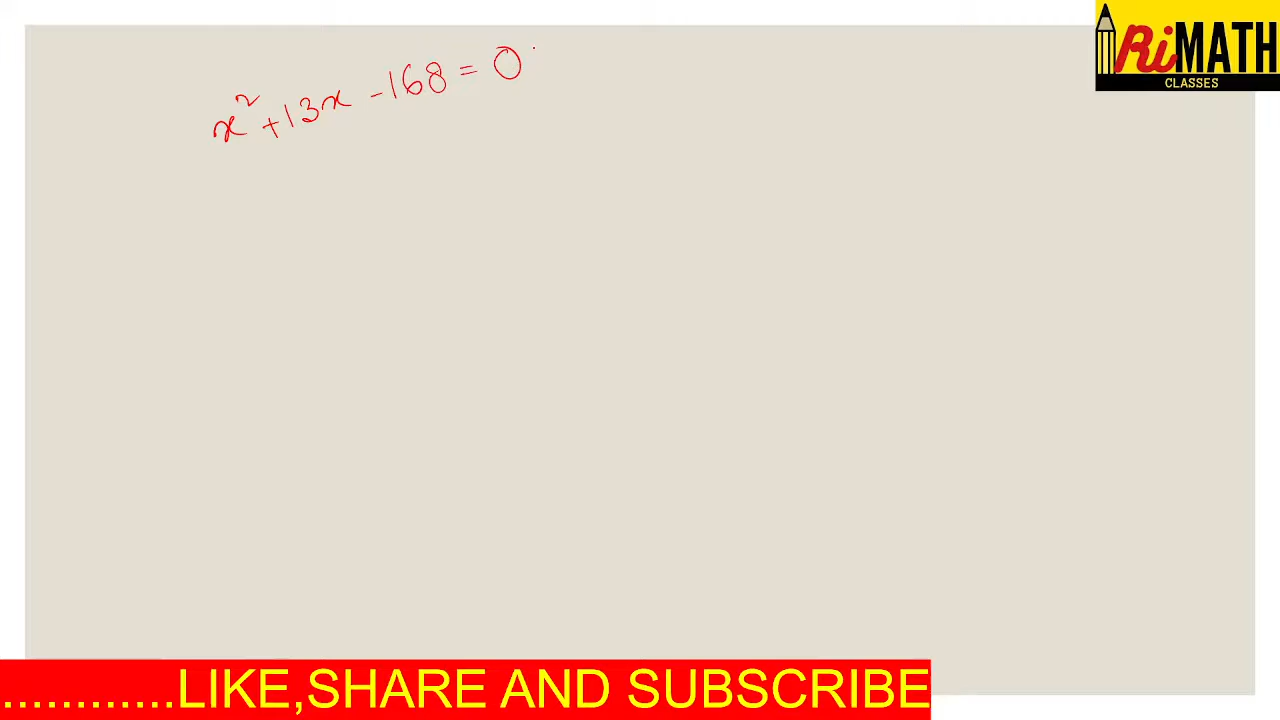 x² + 13x - 168 = 0
RiMATH
CLASSES
............LIKE,SHARE AND SUBSCRIBE